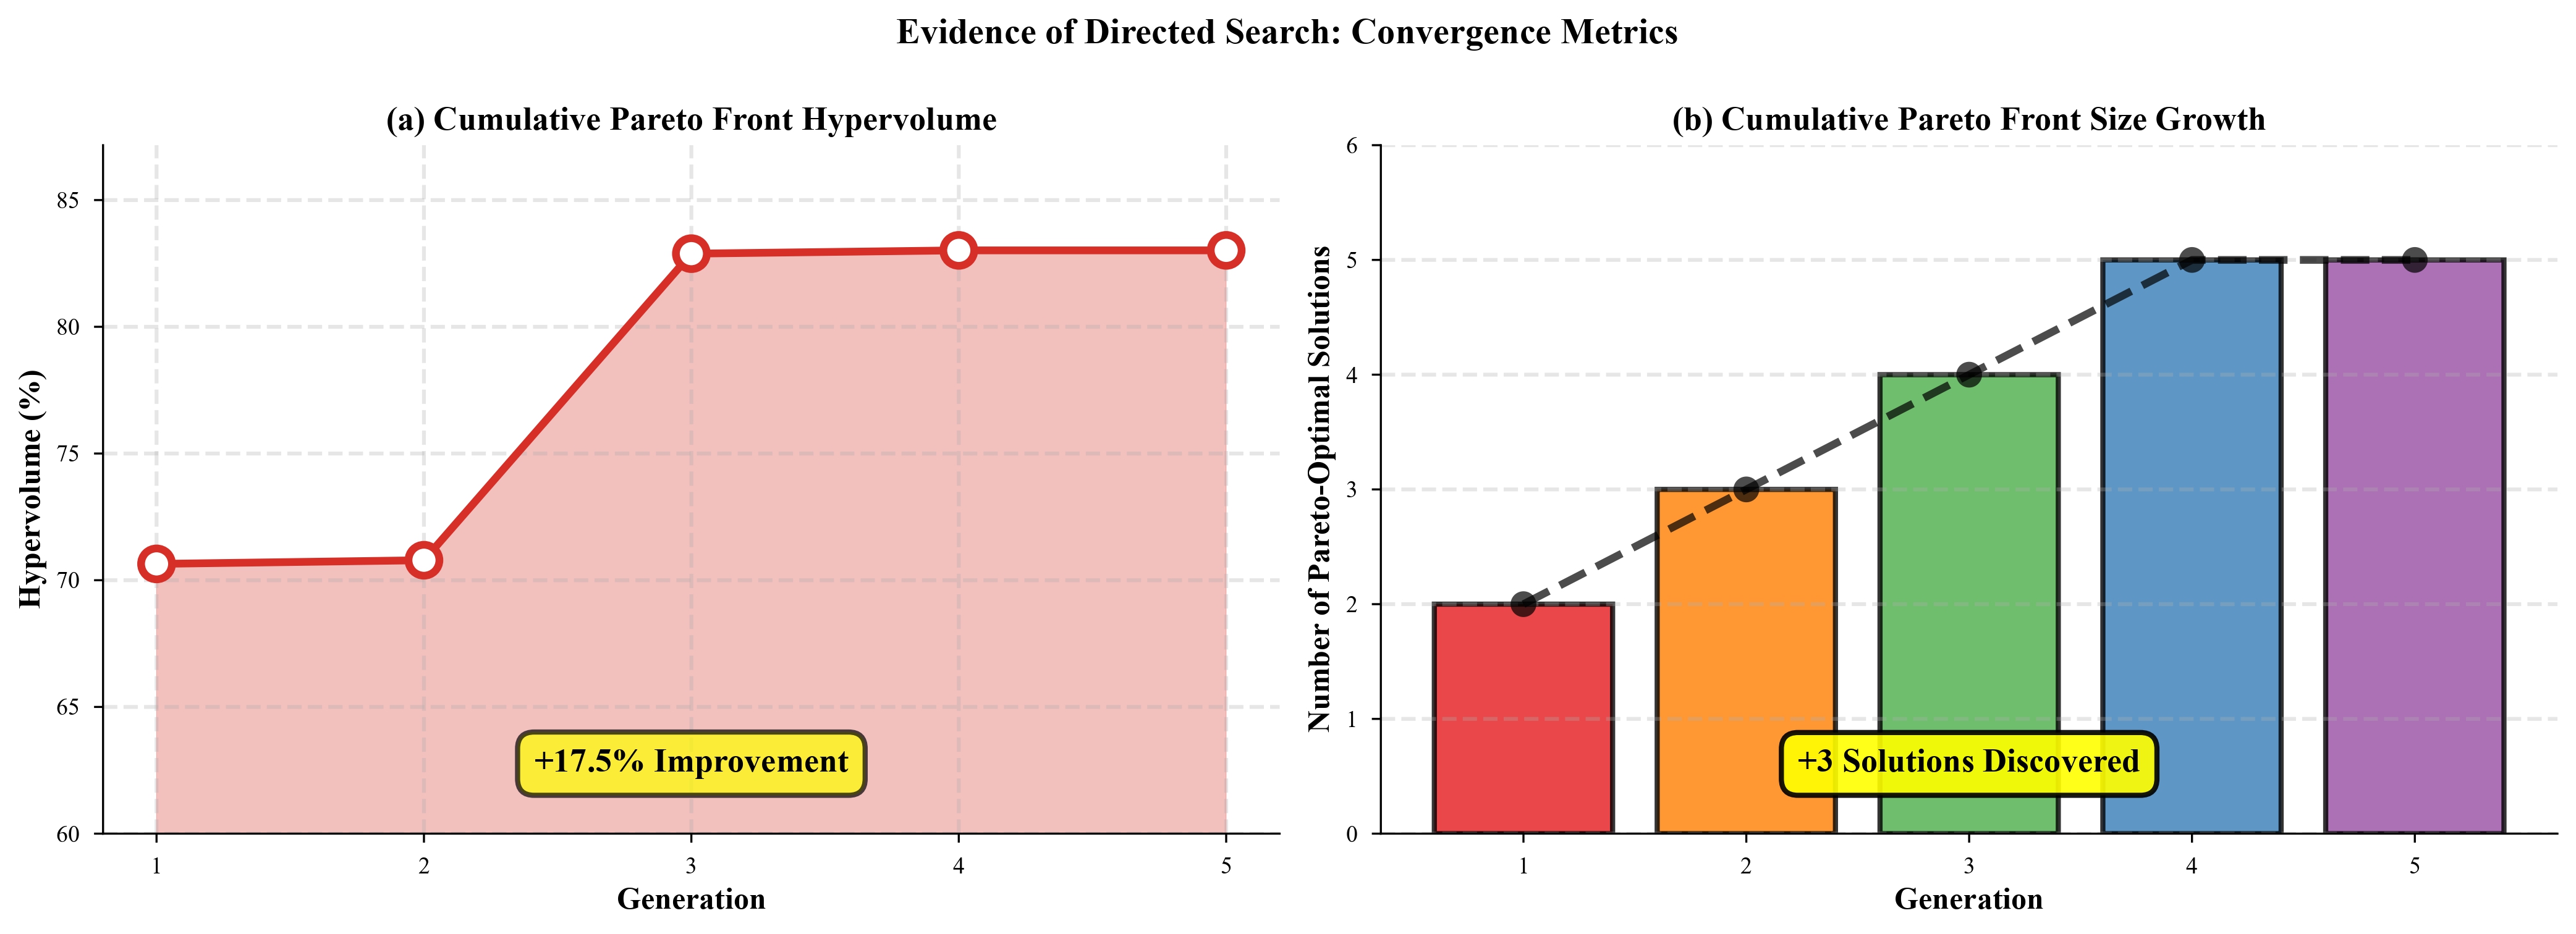 Evidence of Directed Search: Convergence Metrics
(a) Cumulative Pareto Front Hypervolume
85
80
75
70
65
60
Hypervolume (%)
+17.5% Improvement
1 2 3 4 5
Generation
(b) Cumulative Pareto Front Size Growth
6
5
4
3
2
1
0
Number of Pareto-Optimal Solutions
+3 Solutions Discovered
1 2 3 4 5
Generation